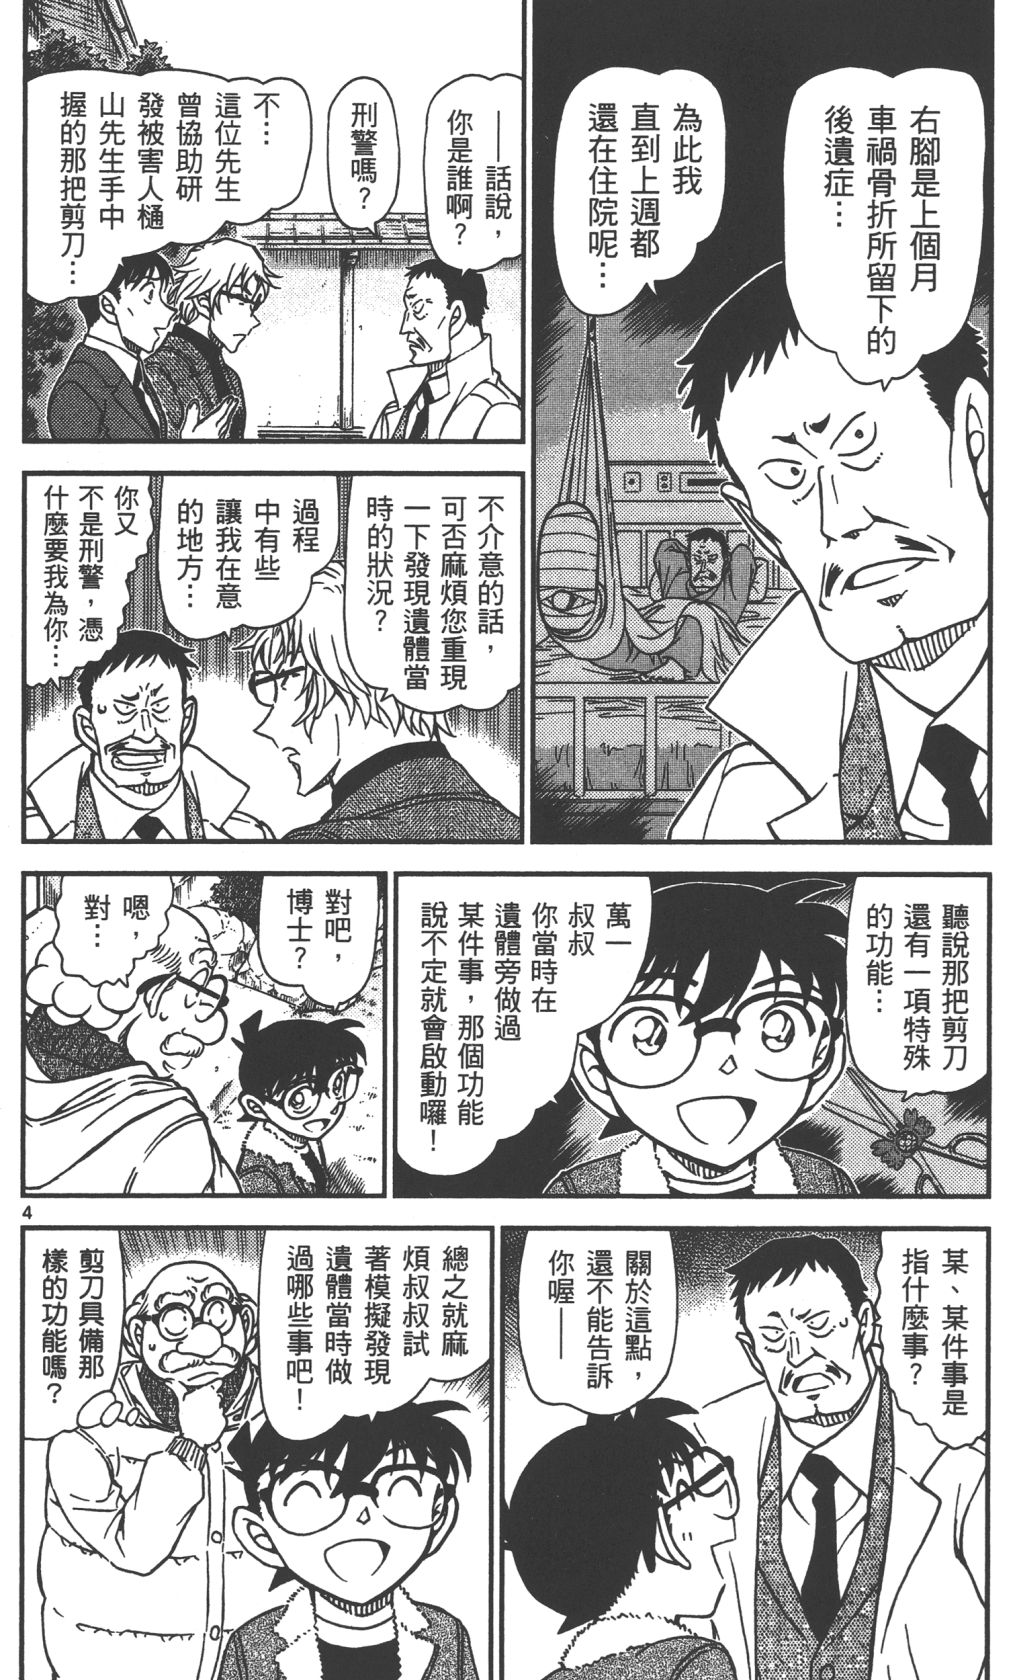 右腳是上個月
車禍骨折所留下的
後遺症⋯
為此我
直到上週都
還在住院呢⋯
——話說，
你是誰啊？
刑警嗎？
不⋯
這位先生
曾協助研
發被害人樋
山先生手中
握的那把剪刀⋯
不介意的話，
可否麻煩您重現
一下發現遺體當
時的狀況？
過程
中有些
讓我在意
的地方⋯
你又
不是刑警，憑
什麼要我為你⋯
聽說那把剪刀
還有一項特殊
的功能⋯
萬一
叔叔
你當時在
遺體旁做過
某件事，那個功能
說不定就會啟動囉！
對吧，
博士？
嗯，
對⋯
4
某、某件事是
指什麼事？
關於這點，
還不能告訴
你喔——
總之就麻
煩叔叔試
著模擬發現
遺體當時做
過哪些事吧！
剪刀具備那
樣的功能嗎？